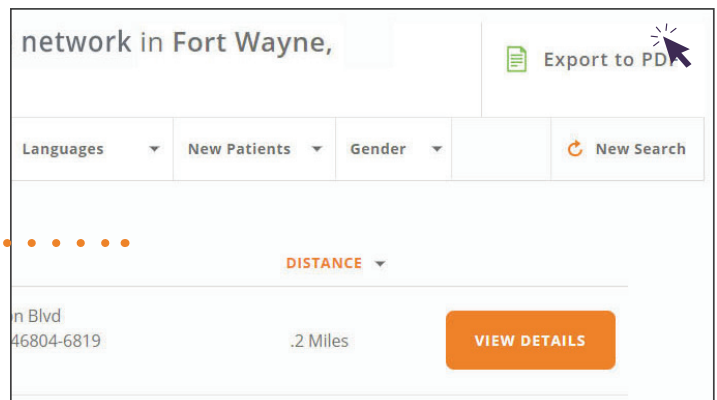 network in Fort Wayne,
Export to PDF
Languages
New Patients
Gender
New Search
DISTANCE
n Blvd
46804-6819
.2 Miles
VIEW DETAILS